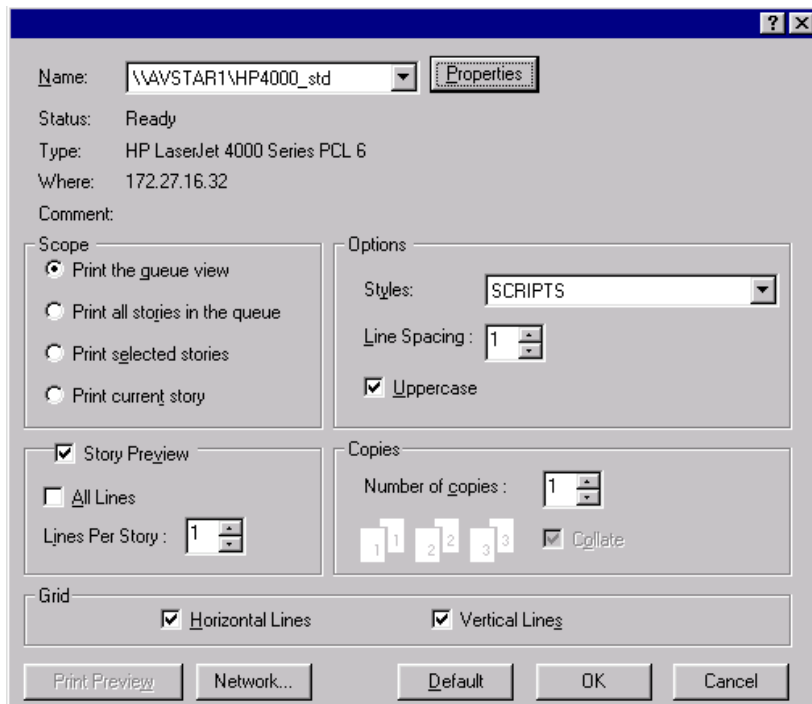 Name: \\AVSTAR1\HP4000_std Properties
Status: Ready
Type: HP LaserJet 4000 Series PCL 6
Where: 172.27.16.32
Comment:
Scope
Print the queue view
Print all stories in the queue
Print selected stories
Print current story
Options
Styles: SCRIPTS
Line Spacing : 1
Uppercase
Story Preview
All Lines
Lines Per Story : 1
Copies
Number of copies : 1
1 1 2 2 3 3 Collate
Grid
Horizontal Lines Vertical Lines
Print Preview Network... Default OK Cancel